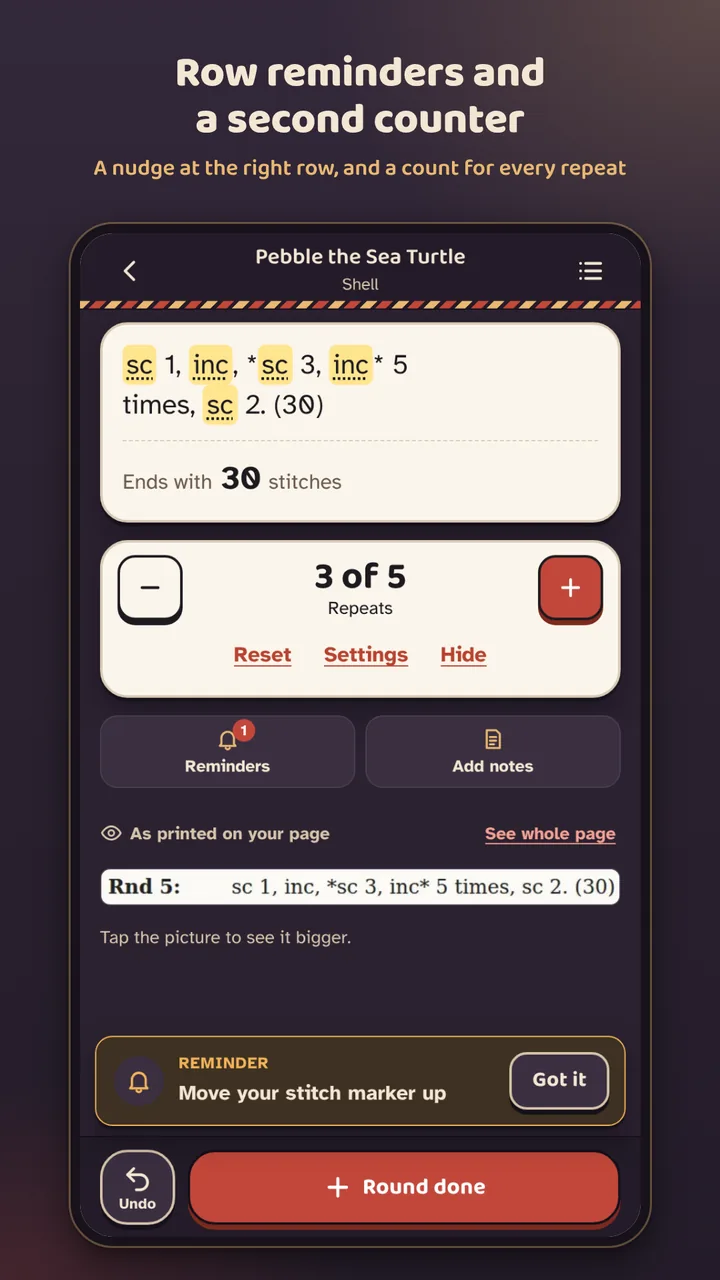 Row reminders and
a second counter
A nudge at the right row, and a count for every repeat
Pebble the Sea Turtle
Shell
sc 1, inc, *sc 3, inc* 5
times, sc 2. (30)
Ends with 30 stitches
3 of 5
Repeats
Reset Settings Hide
1
Reminders
Add notes
As printed on your page
See whole page
Rnd 5: sc 1, inc, *sc 3, inc* 5 times, sc 2. (30)
Tap the picture to see it bigger.
REMINDER
Move your stitch marker up
Got it
Undo
+ Round done